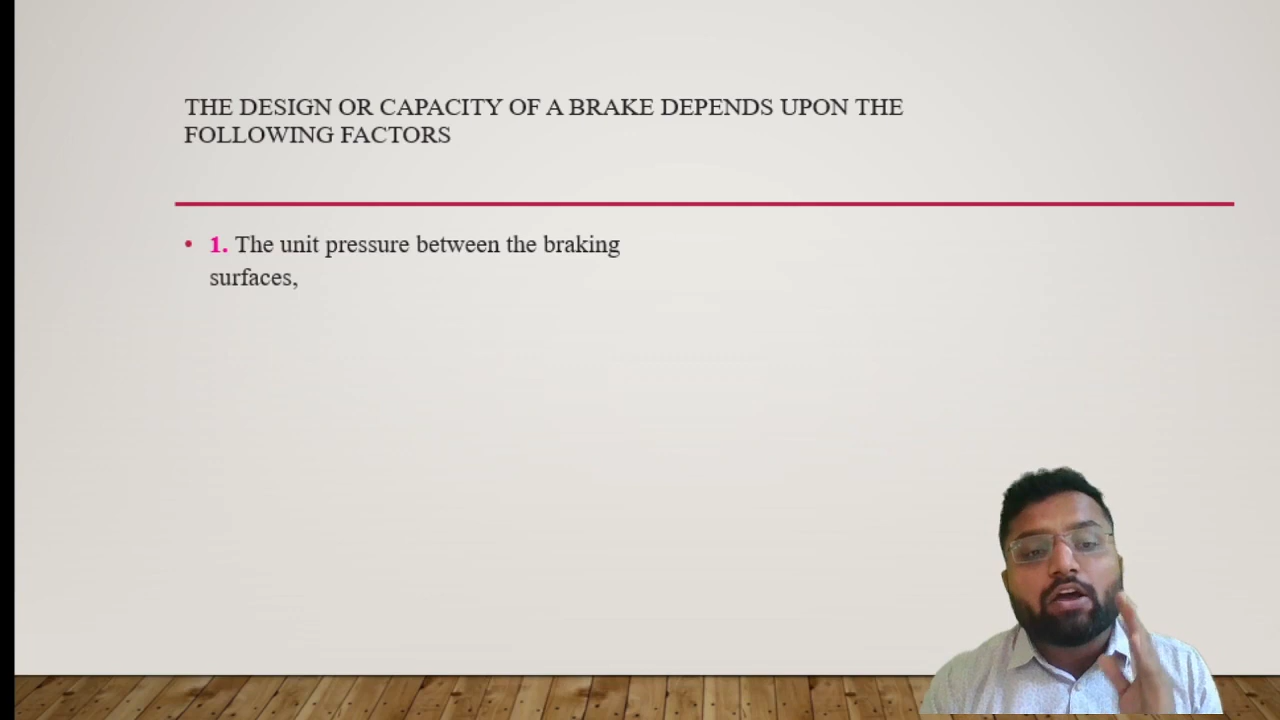 THE DESIGN OR CAPACITY OF A BRAKE DEPENDS UPON THE
FOLLOWING FACTORS
• 1. The unit pressure between the braking
surfaces,